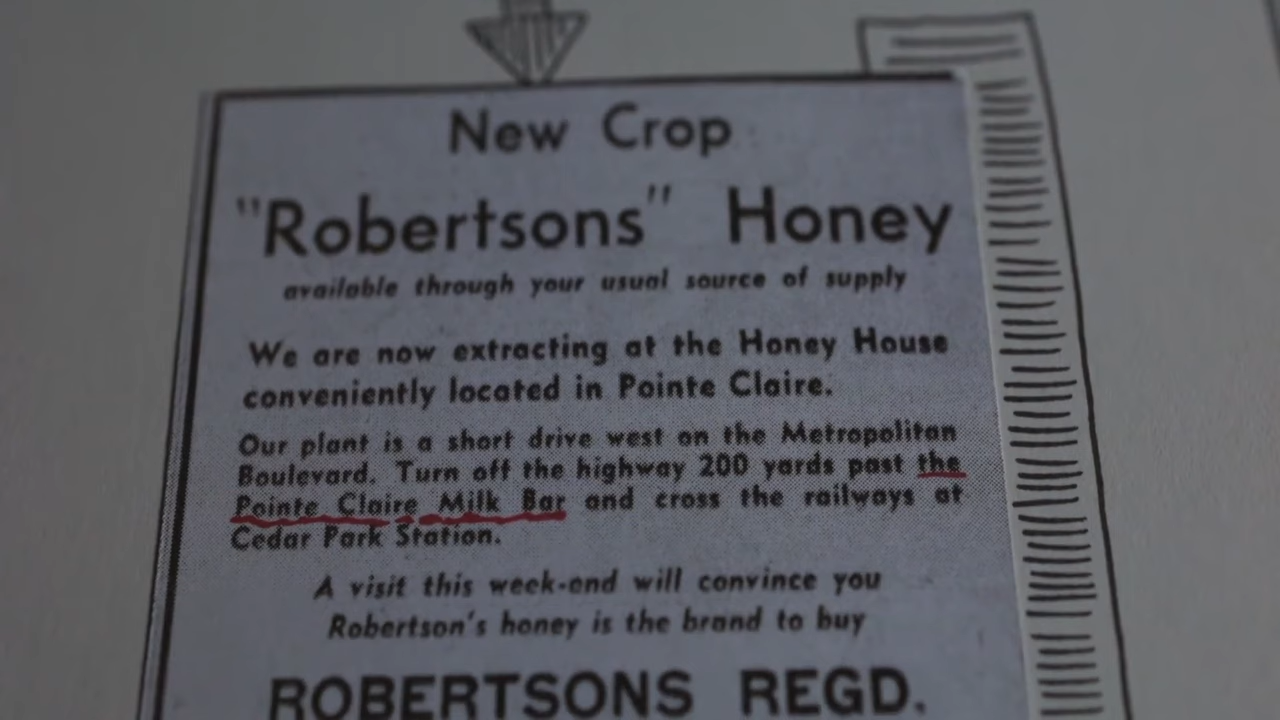 New Crop
"Robertsons" Honey
available through your usual source of supply
We are now extracting at the Honey House
conveniently located in Pointe Claire.
Our plant is a short drive west on the Metropolitan
Boulevard. Turn off the highway 200 yards past the
Pointe Claire Milk Bar and cross the railways at
Cedar Park Station.
A visit this week-end will convince you
Robertson's honey is the brand to buy
ROBERTSONS REGD.